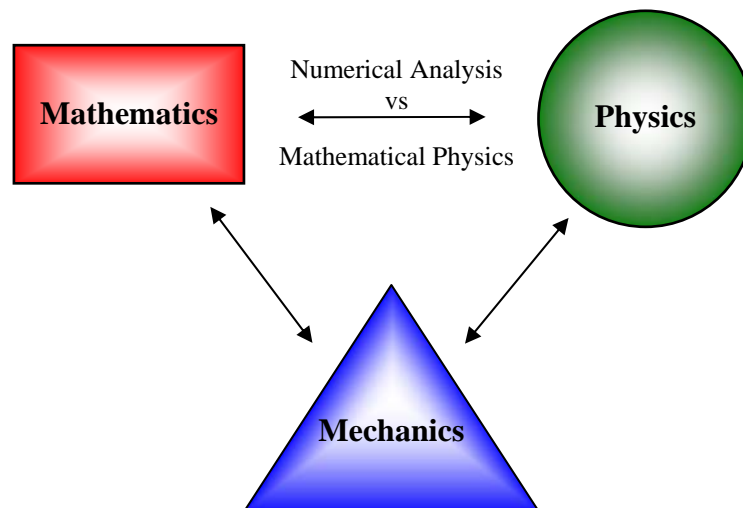 Mathematics
Numerical Analysis
vs
Mathematical Physics
Physics
Mechanics